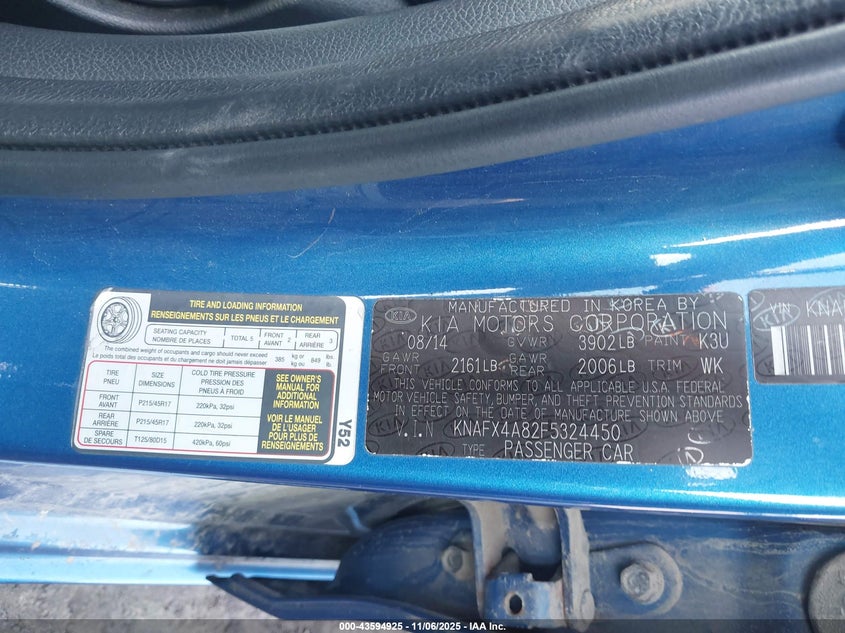 TIRE AND LOADING INFORMATION
RENSEIGNEMENTS SUR LES PNEUS ET LE CHARGEMENT
SEATING CAPACITY
NOMBRE DE PLACES
TOTAL 5
FRONT
AVANT 2
REAR
ARRIÈRE 3
The combined weight of occupants and cargo should never exceed
Le poids total des occupants et du chargement ne doit jamais dépasser
385 kg or
kg ou
849 lbs.
lb.
TIRE
PNEU
SIZE
DIMENSIONS
COLD TIRE PRESSURE
PRESSION DES
PNEUS À FROID
FRONT
AVANT
P215/45R17
220kPa, 32psi
REAR
ARRIÈRE
P215/45R17
220kPa, 32psi
SPARE
DE SECOURS
T125/80D15
420kPa, 60psi
SEE OWNER'S
MANUAL FOR
ADDITIONAL
INFORMATION
VOIR LE MANUEL
DE L'USAGER
POUR PLUS DE
RENSEIGNEMENTS
Y52
KIA
MANUFACTURED IN KOREA BY
KIA MOTORS CORPORATION
08/14 GVWR 3902LB PAINT K3U
GAWR FRONT 2161LB GAWR REAR 2006LB TRIM WK
THIS VEHICLE CONFORMS TO ALL APPLICABLE U.S.A. FEDERAL
MOTOR VEHICLE SAFETY, BUMPER, AND THEFT PREVENTION STANDARDS
IN EFFECT ON THE DATE OF MANUFACTURE SHOWN ABOVE.
V.I.N KNAFX4A82F5324450
TYPE PASSENGER CAR
VIN KNAF
000-43594925 - 11/06/2025 - IAA Inc.